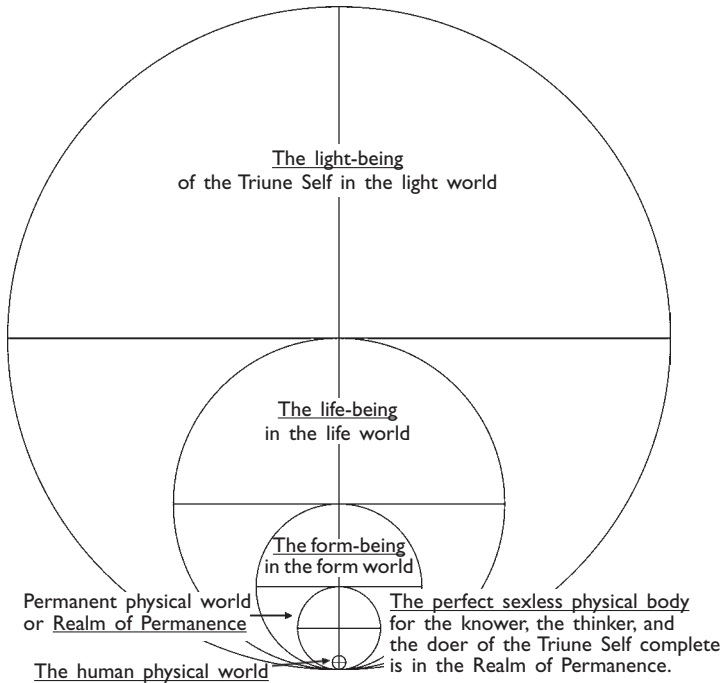 The light-being
of the Triune Self in the light world
The life-being
in the life world
The form-being
in the form world
Permanent physical world
or Realm of Permanence
The perfect sexless physical body
for the knower, the thinker, and
the doer of the Triune Self complete
is in the Realm of Permanence.
The human physical world